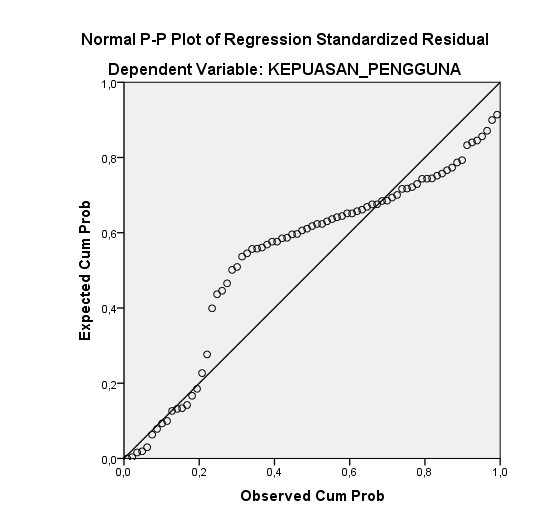 Normal P-P Plot of Regression Standardized Residual
Dependent Variable: KEPUASAN_PENGGUNA
1,0
0,8
0,6
0,4
0,2
0,0
Expected Cum Prob
0,0 0,2 0,4 0,6 0,8 1,0
Observed Cum Prob